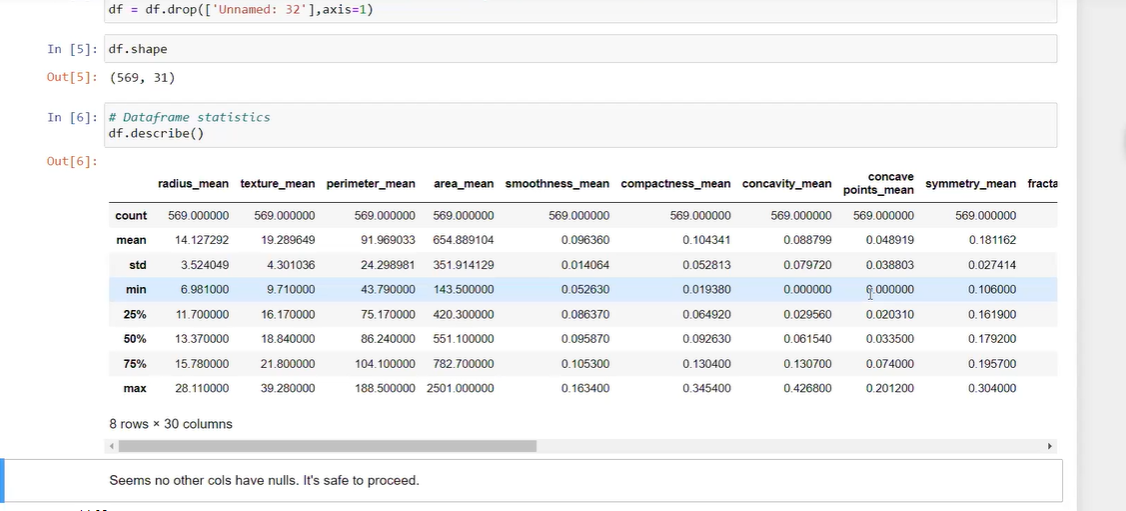 df = df.drop(['Unnamed: 32'],axis=1)
In [5]: df.shape
Out[5]: (569, 31)
In [6]: # Dataframe statistics
df.describe()
Out[6]:
radius_mean texture_mean perimeter_mean area_mean smoothness_mean compactness_mean concavity_mean concave points_mean symmetry_mean fracta
count 569.000000 569.000000 569.000000 569.000000 569.000000 569.000000 569.000000 569.000000 569.000000
mean 14.127292 19.289649 91.969033 654.889104 0.096360 0.104341 0.088799 0.048919 0.181162
std 3.524049 4.301036 24.298981 351.914129 0.014064 0.052813 0.079720 0.038803 0.027414
min 6.981000 9.710000 43.790000 143.500000 0.052630 0.019380 0.000000 0.000000 0.106000
25% 11.700000 16.170000 75.170000 420.300000 0.086370 0.064920 0.029560 0.020310 0.161900
50% 13.370000 18.840000 86.240000 551.100000 0.095870 0.092630 0.061540 0.033500 0.179200
75% 15.780000 21.800000 104.100000 782.700000 0.105300 0.130400 0.130700 0.074000 0.195700
max 28.110000 39.280000 188.500000 2501.000000 0.163400 0.345400 0.426800 0.201200 0.304000
8 rows × 30 columns
Seems no other cols have nulls. It's safe to proceed.